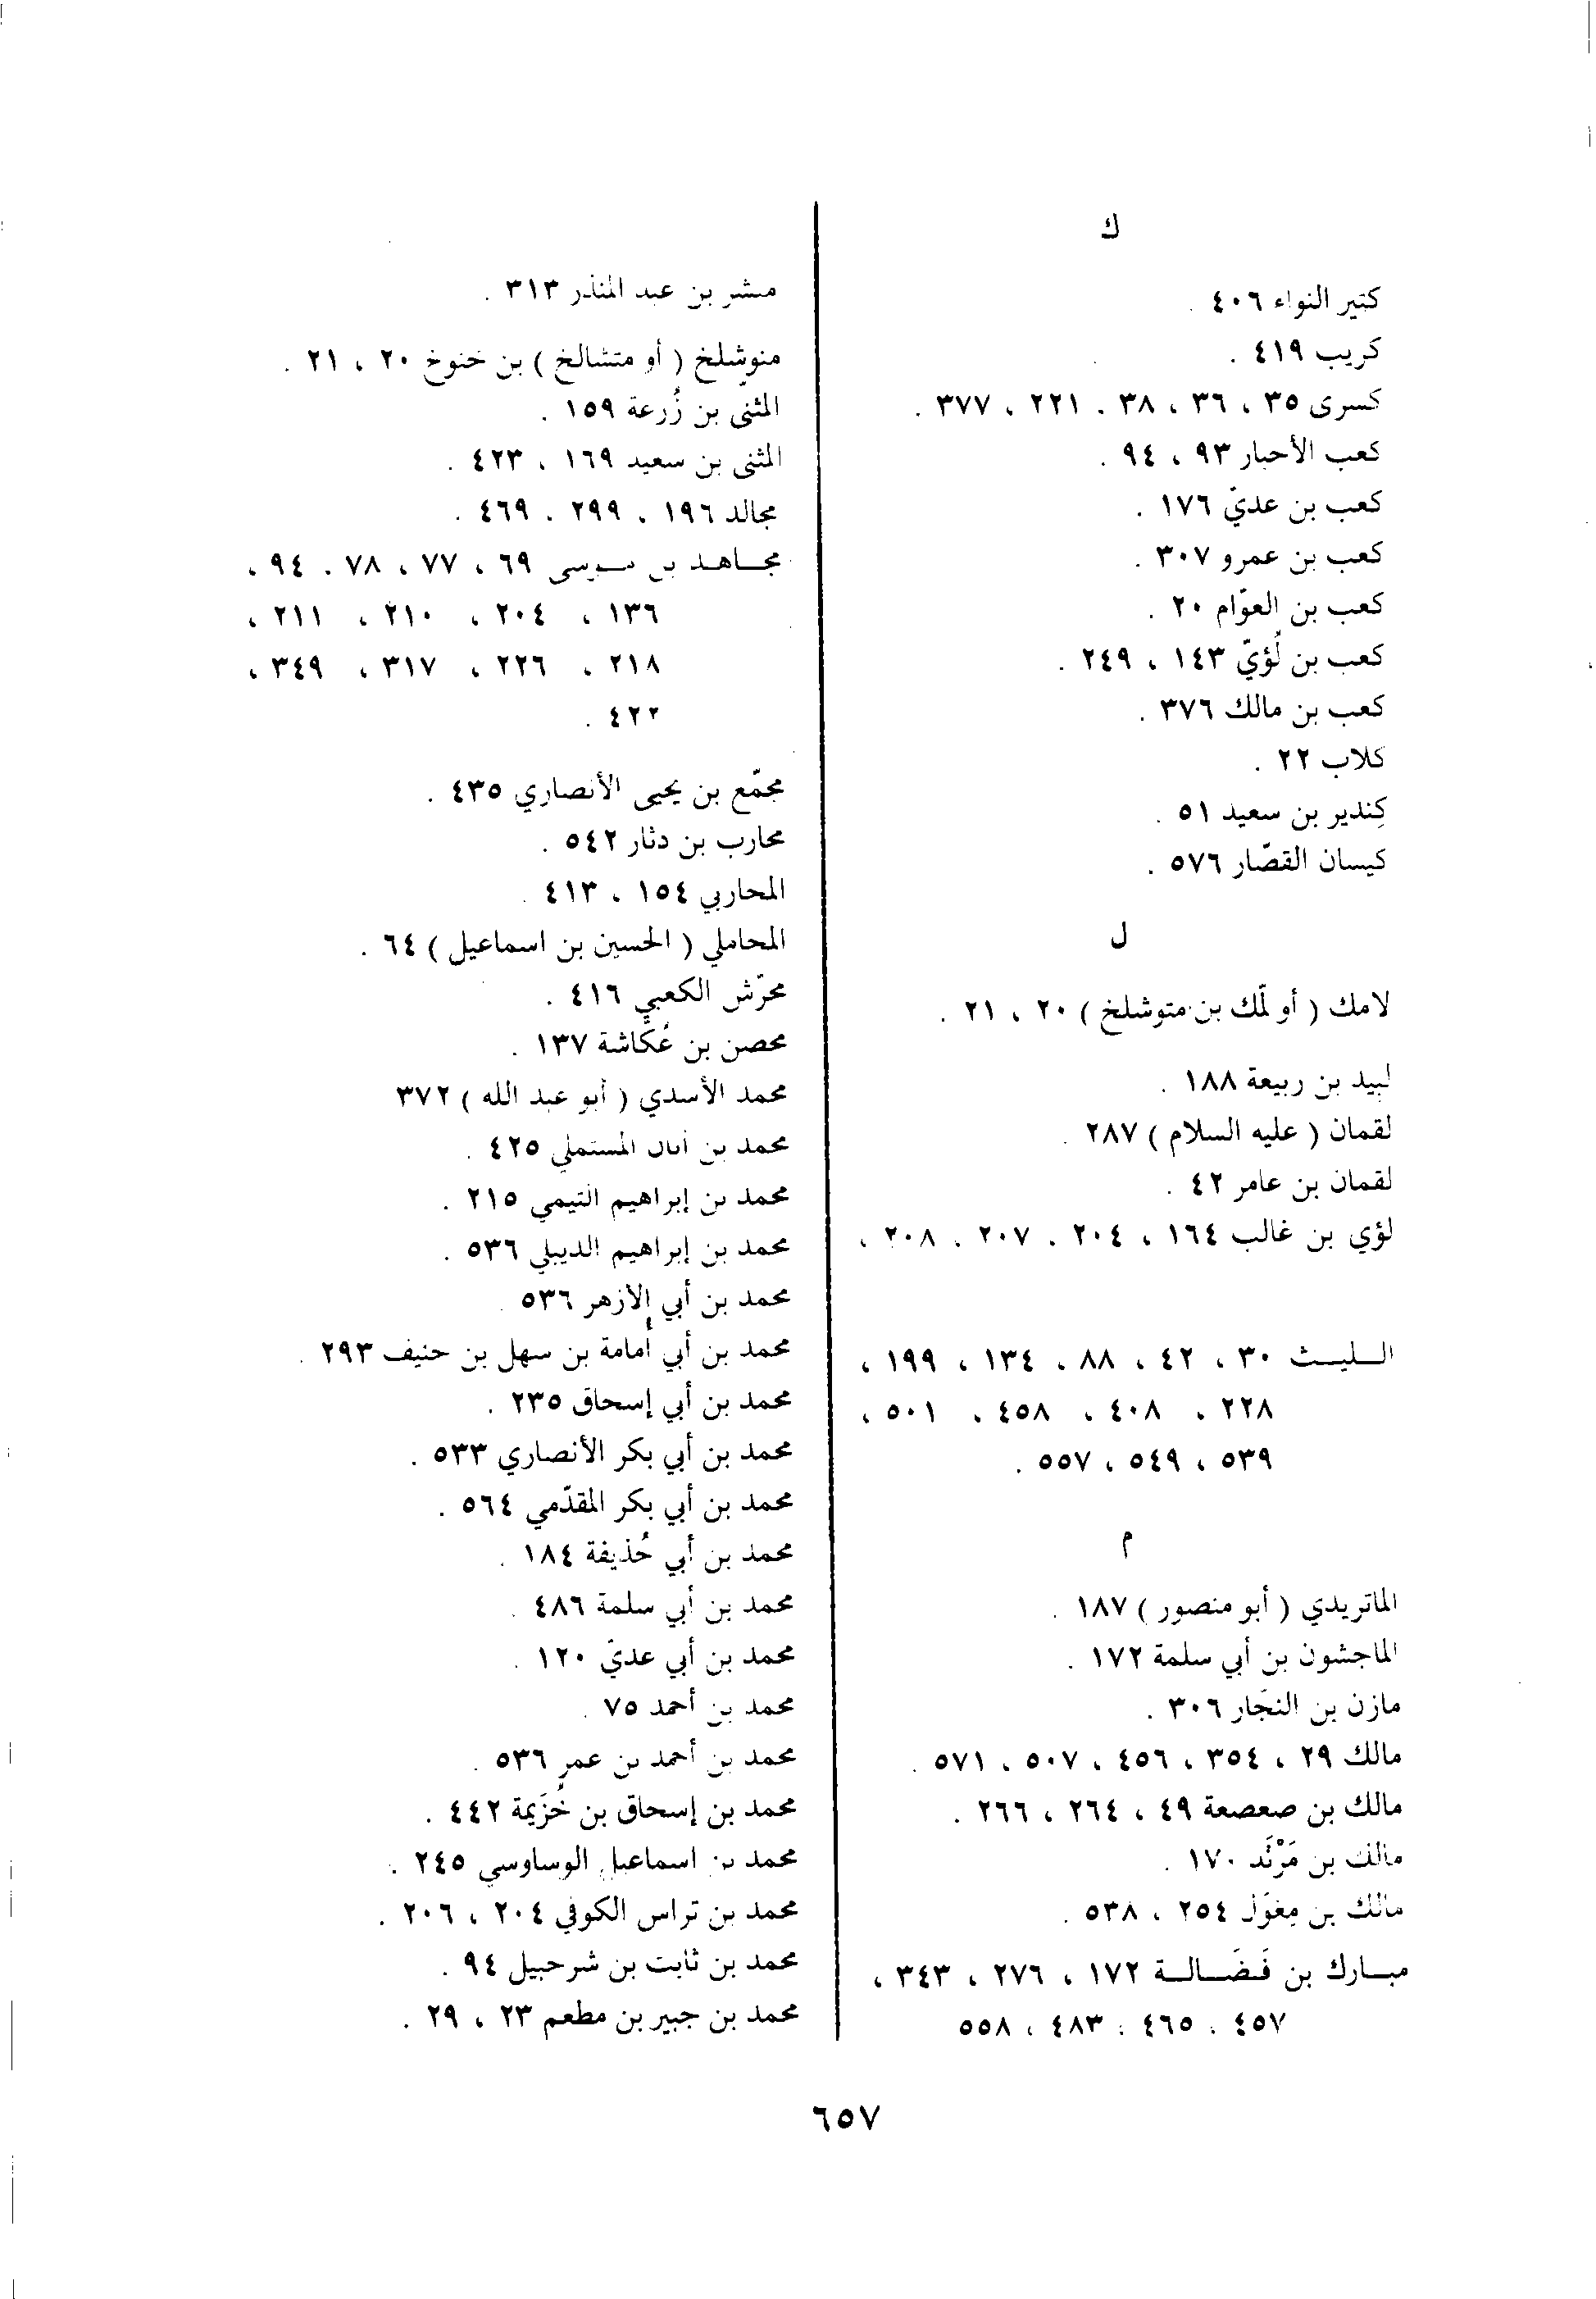 ك
كثير النواء ٤٠٦ .
كريب ٤١٩ .
كسرى ٣٥ ، ٣٦ ، ٣٨ ، ٢٢١ ، ٣٧٧ .
كعب الأحبار ٩٣ ، ٩٤ .
كعب بن عديّ ١٧٦ .
كعب بن عمرو ٣٠٧ .
كعب بن العوّام ٢٠ .
كعب بن لُؤيّ ١٤٣ ، ٢٤٩ .
كعب بن مالك ٣٧٦ .
كلاب ٢٢ .
كِندير بن سعيد ٥١ .
كيسان القصّار ٥٧٦ .
ل
لامك ( أو لمّك بن متوشلخ ) ٢٠ ، ٢١ .
لبيد بن ربيعة ١٨٨ .
لقمان ( عليه السلام ) ٢٨٧ .
لقمان بن عامر ٤٢ .
لؤي بن غالب ١٦٤ ، ٢٠٤ ، ٢٠٧ ، ٢٠٨ ،
الليث ٣٠ ، ٤٢ ، ٨٨ ، ١٣٤ ، ١٩٩ ،
٢٢٨ ، ٤٠٨ ، ٤٥٨ ، ٥٠١ ،
٥٣٩ ، ٥٤٩ ، ٥٥٧ .
م
الماتريدي ( أبو منصور ) ١٨٧ .
الماجشون بن أبي سلمة ١٧٢ .
مازن بن النجّار ٣٠٦ .
مالك ٢٩ ، ٣٥٤ ، ٤٥٦ ، ٥٠٧ ، ٥٧١ .
مالك بن صعصعة ٤٩ ، ٢٦٤ ، ٢٦٦ .
مالك بن مَرْثَد ١٧٠ .
مالك بن مِغوَل ٢٥٤ ، ٥٣٨ .
مبارك بن فَضَالة ١٧٢ ، ٢٧٦ ، ٣٤٣ ،
٤٥٧ ، ٤٦٥ ، ٤٨٣ ، ٥٥٨
مبشر بن عبد المنذر ٣١٣ .
متوشلخ ( أو متشالخ ) بن خنوخ ٢٠ ، ٢١ .
المثنّى بن زُرعة ١٥٩ .
المثنى بن سعيد ١٦٩ ، ٤٢٣ .
مجالد ١٩٦ ، ٢٩٩ ، ٤٦٩ .
مجاهد بن موسى ٦٩ ، ٧٧ ، ٧٨ ، ٩٤ ،
١٣٦ ، ٢٠٤ ، ٢١٠ ، ٢١١ ،
٢١٨ ، ٢٢٦ ، ٣١٧ ، ٣٤٩ ،
٤٢٢ .
مجمّع بن يحيى الأنصاري ٤٣٥ .
محارب بن دثار ٥٤٢ .
المحاربي ١٥٤ ، ٤١٣ .
المحاملي ( الحسين بن اسماعيل ) ٦٤ .
محرّش الكعبي ٤١٦ .
محصن بن عُكاشة ١٣٧ .
محمد الأسدي ( أبو عبد الله ) ٣٧٢
محمد بن أبان المستملي ٤٢٥ .
محمد بن إبراهيم التيمي ٢١٥ .
محمد بن إبراهيم الديبلي ٥٣٦ .
محمد بن أبي الأزهر ٥٣٦ .
محمد بن أبي أُمامة بن سهل بن حنيف ٢٩٣ .
محمد بن أبي إسحاق ٢٣٥ .
محمد بن أبي بكر الأنصاري ٥٣٣ .
محمد بن أبي بكر المقدّمي ٥٦٤ .
محمد بن أبي حُذيفة ١٨٤ .
محمد بن أبي سلمة ٤٨٦ .
محمد بن أبي عديّ ١٢٠ .
محمد بن أحمد ٧٥ .
محمد بن أحمد بن عمر ٥٣٦ .
محمد بن إسحاق بن خُزَيمة ٤٤٢ .
محمد بن اسماعيل الوساوسي ٢٤٥ .
محمد بن تراس الكوفي ٢٠٤ ، ٢٠٦ .
محمد بن ثابت بن شرحبيل ٩٤ .
محمد بن جبير بن مطعم ٢٣ ، ٢٩ .
٦٥٧